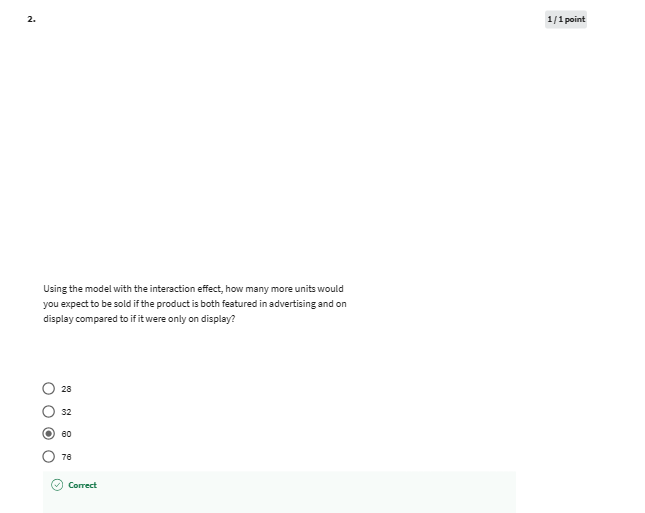 2.
1 / 1 point
Using the model with the interaction effect, how many more units would
you expect to be sold if the product is both featured in advertising and on
display compared to if it were only on display?
28
32
60
76
Correct